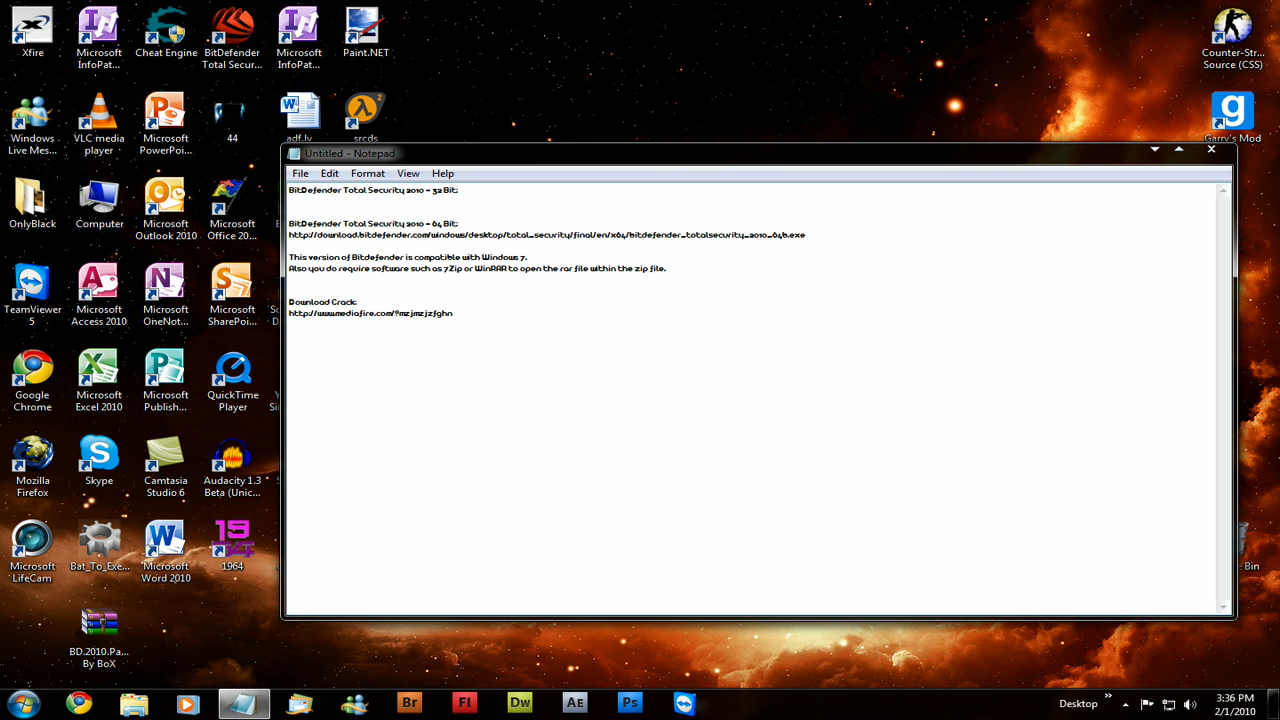 Xfire
Microsoft InfoPat...
Cheat Engine
BitDefender Total Secur...
Microsoft InfoPat...
Paint.NET
Counter-Str... Source (CSS)
Windows Live Mes...
VLC media player
Microsoft PowerPoi...
44
adf.ly
srcds
Garry's Mod
Untitled - Notepad
File Edit Format View Help
BitDefender Total Security 2010 - 32 Bit:
BitDefender Total Security 2010 - 64 Bit:
http://download.bitdefender.com/windows/desktop/total_security/final/en/x64/bitdefender_totalsecurity_2010_64b.exe
This version of Bitdefender is compatible with Windows 7.
Also you do require software such as 7Zip or WinRAR to open the rar file within the zip file.
Download Crack:
http://www.mediafire.com/?mzjmzjzfghn
OnlyBlack
Computer
Microsoft Outlook 2010
Microsoft Office 20...
TeamViewer 5
Microsoft Access 2010
Microsoft OneNot...
Microsoft SharePoi...
Google Chrome
Microsoft Excel 2010
Microsoft Publish...
QuickTime Player
Mozilla Firefox
Skype
Camtasia Studio 6
Audacity 1.3 Beta (Unic...
Microsoft LifeCam
Bat_To_Exe...
Microsoft Word 2010
1964
Bin
BD.2010.Pa... By BoX
Br
Fl
Dw
Ae
Ps
Desktop
3:36 PM
2/1/2010